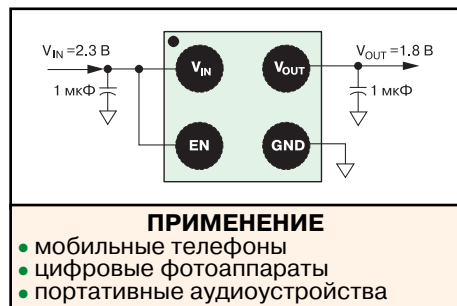 V_IN =2.3 В
V_OUT =1.8 В
V_IN
V_OUT
1 мкФ
1 мкФ
EN
GND
ПРИМЕНЕНИЕ
• мобильные телефоны
• цифровые фотоаппараты
• портативные аудиоустройства